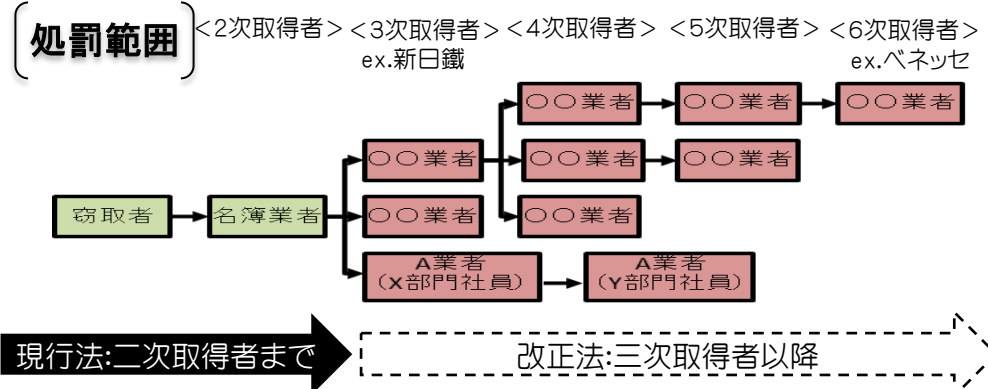 処罰範囲
<2次取得者>
<3次取得者>
ex.新日鐵
<4次取得者>
<5次取得者>
<6次取得者>
ex.ベネッセ
〇〇業者
〇〇業者
〇〇業者
〇〇業者
〇〇業者
〇〇業者
窃取者
名簿業者
〇〇業者
〇〇業者
A業者
(X部門社員)
A業者
(Y部門社員)
現行法:二次取得者まで
改正法:三次取得者以降